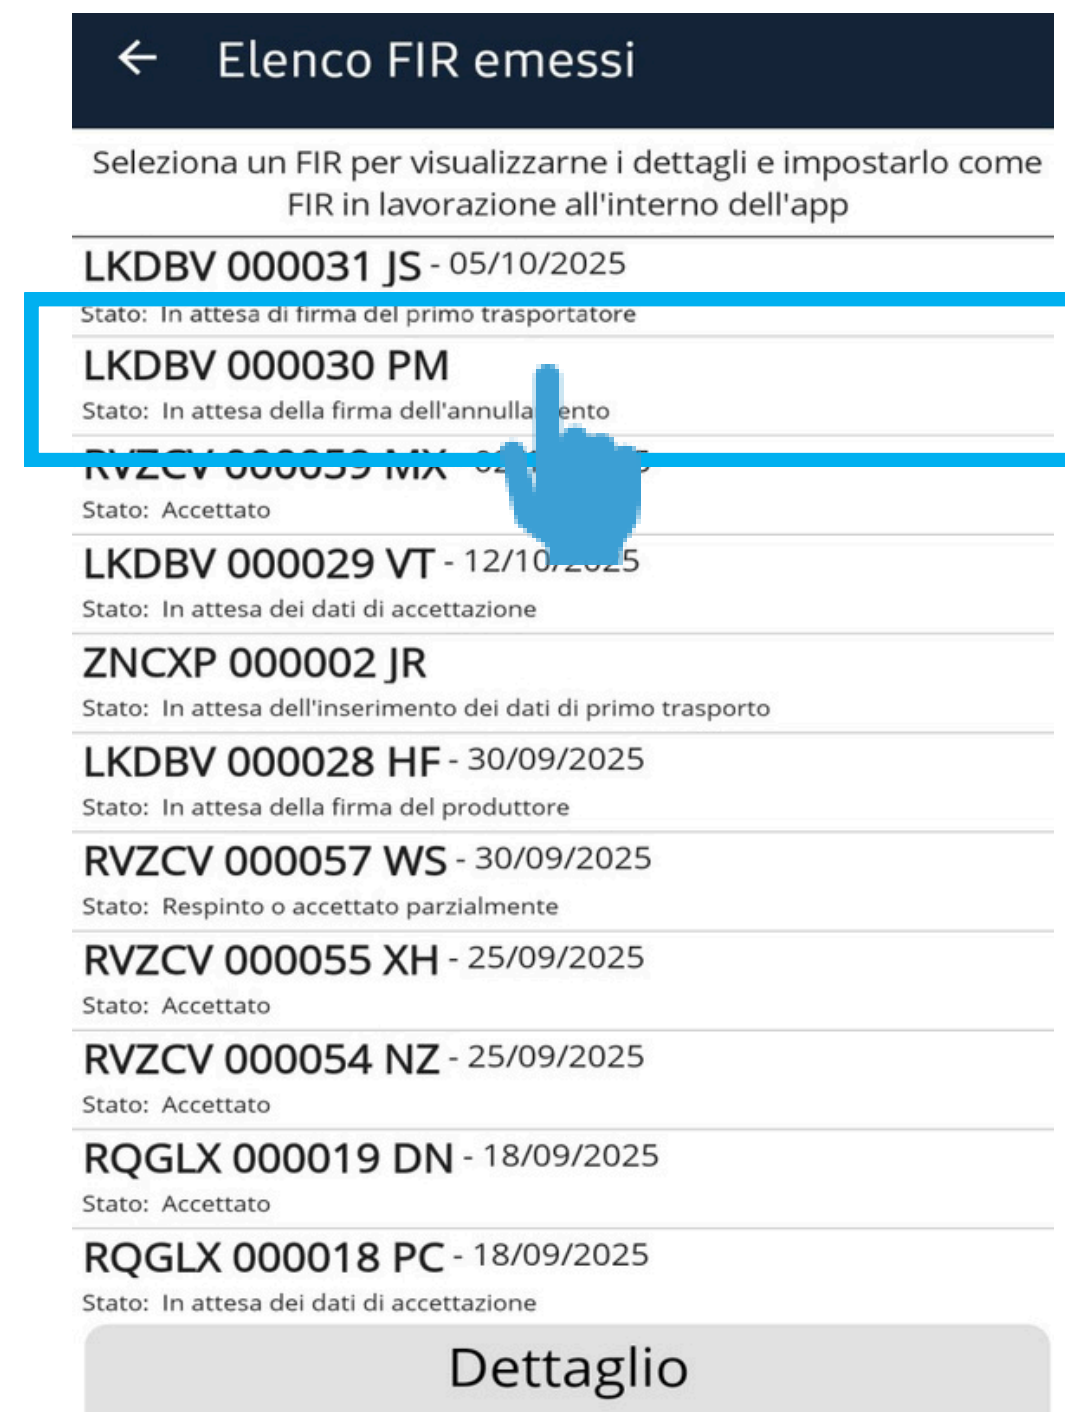 Elenco FIR emessi
Seleziona un FIR per visualizzarne i dettagli e impostarlo come
FIR in lavorazione all'interno dell'app
LKDBV 000031 JS - 05/10/2025
Stato: In attesa di firma del primo trasportatore
LKDBV 000030 PM
Stato: In attesa della firma dell'annullamento
RVZCV 000059 MX
Stato: Accettato
LKDBV 000029 VT - 12/10/2025
Stato: In attesa dei dati di accettazione
ZNCXP 000002 JR
Stato: In attesa dell'inserimento dei dati di primo trasporto
LKDBV 000028 HF - 30/09/2025
Stato: In attesa della firma del produttore
RVZCV 000057 WS - 30/09/2025
Stato: Respinto o accettato parzialmente
RVZCV 000055 XH - 25/09/2025
Stato: Accettato
RVZCV 000054 NZ - 25/09/2025
Stato: Accettato
RQGLX 000019 DN - 18/09/2025
Stato: Accettato
RQGLX 000018 PC - 18/09/2025
Stato: In attesa dei dati di accettazione
Dettaglio